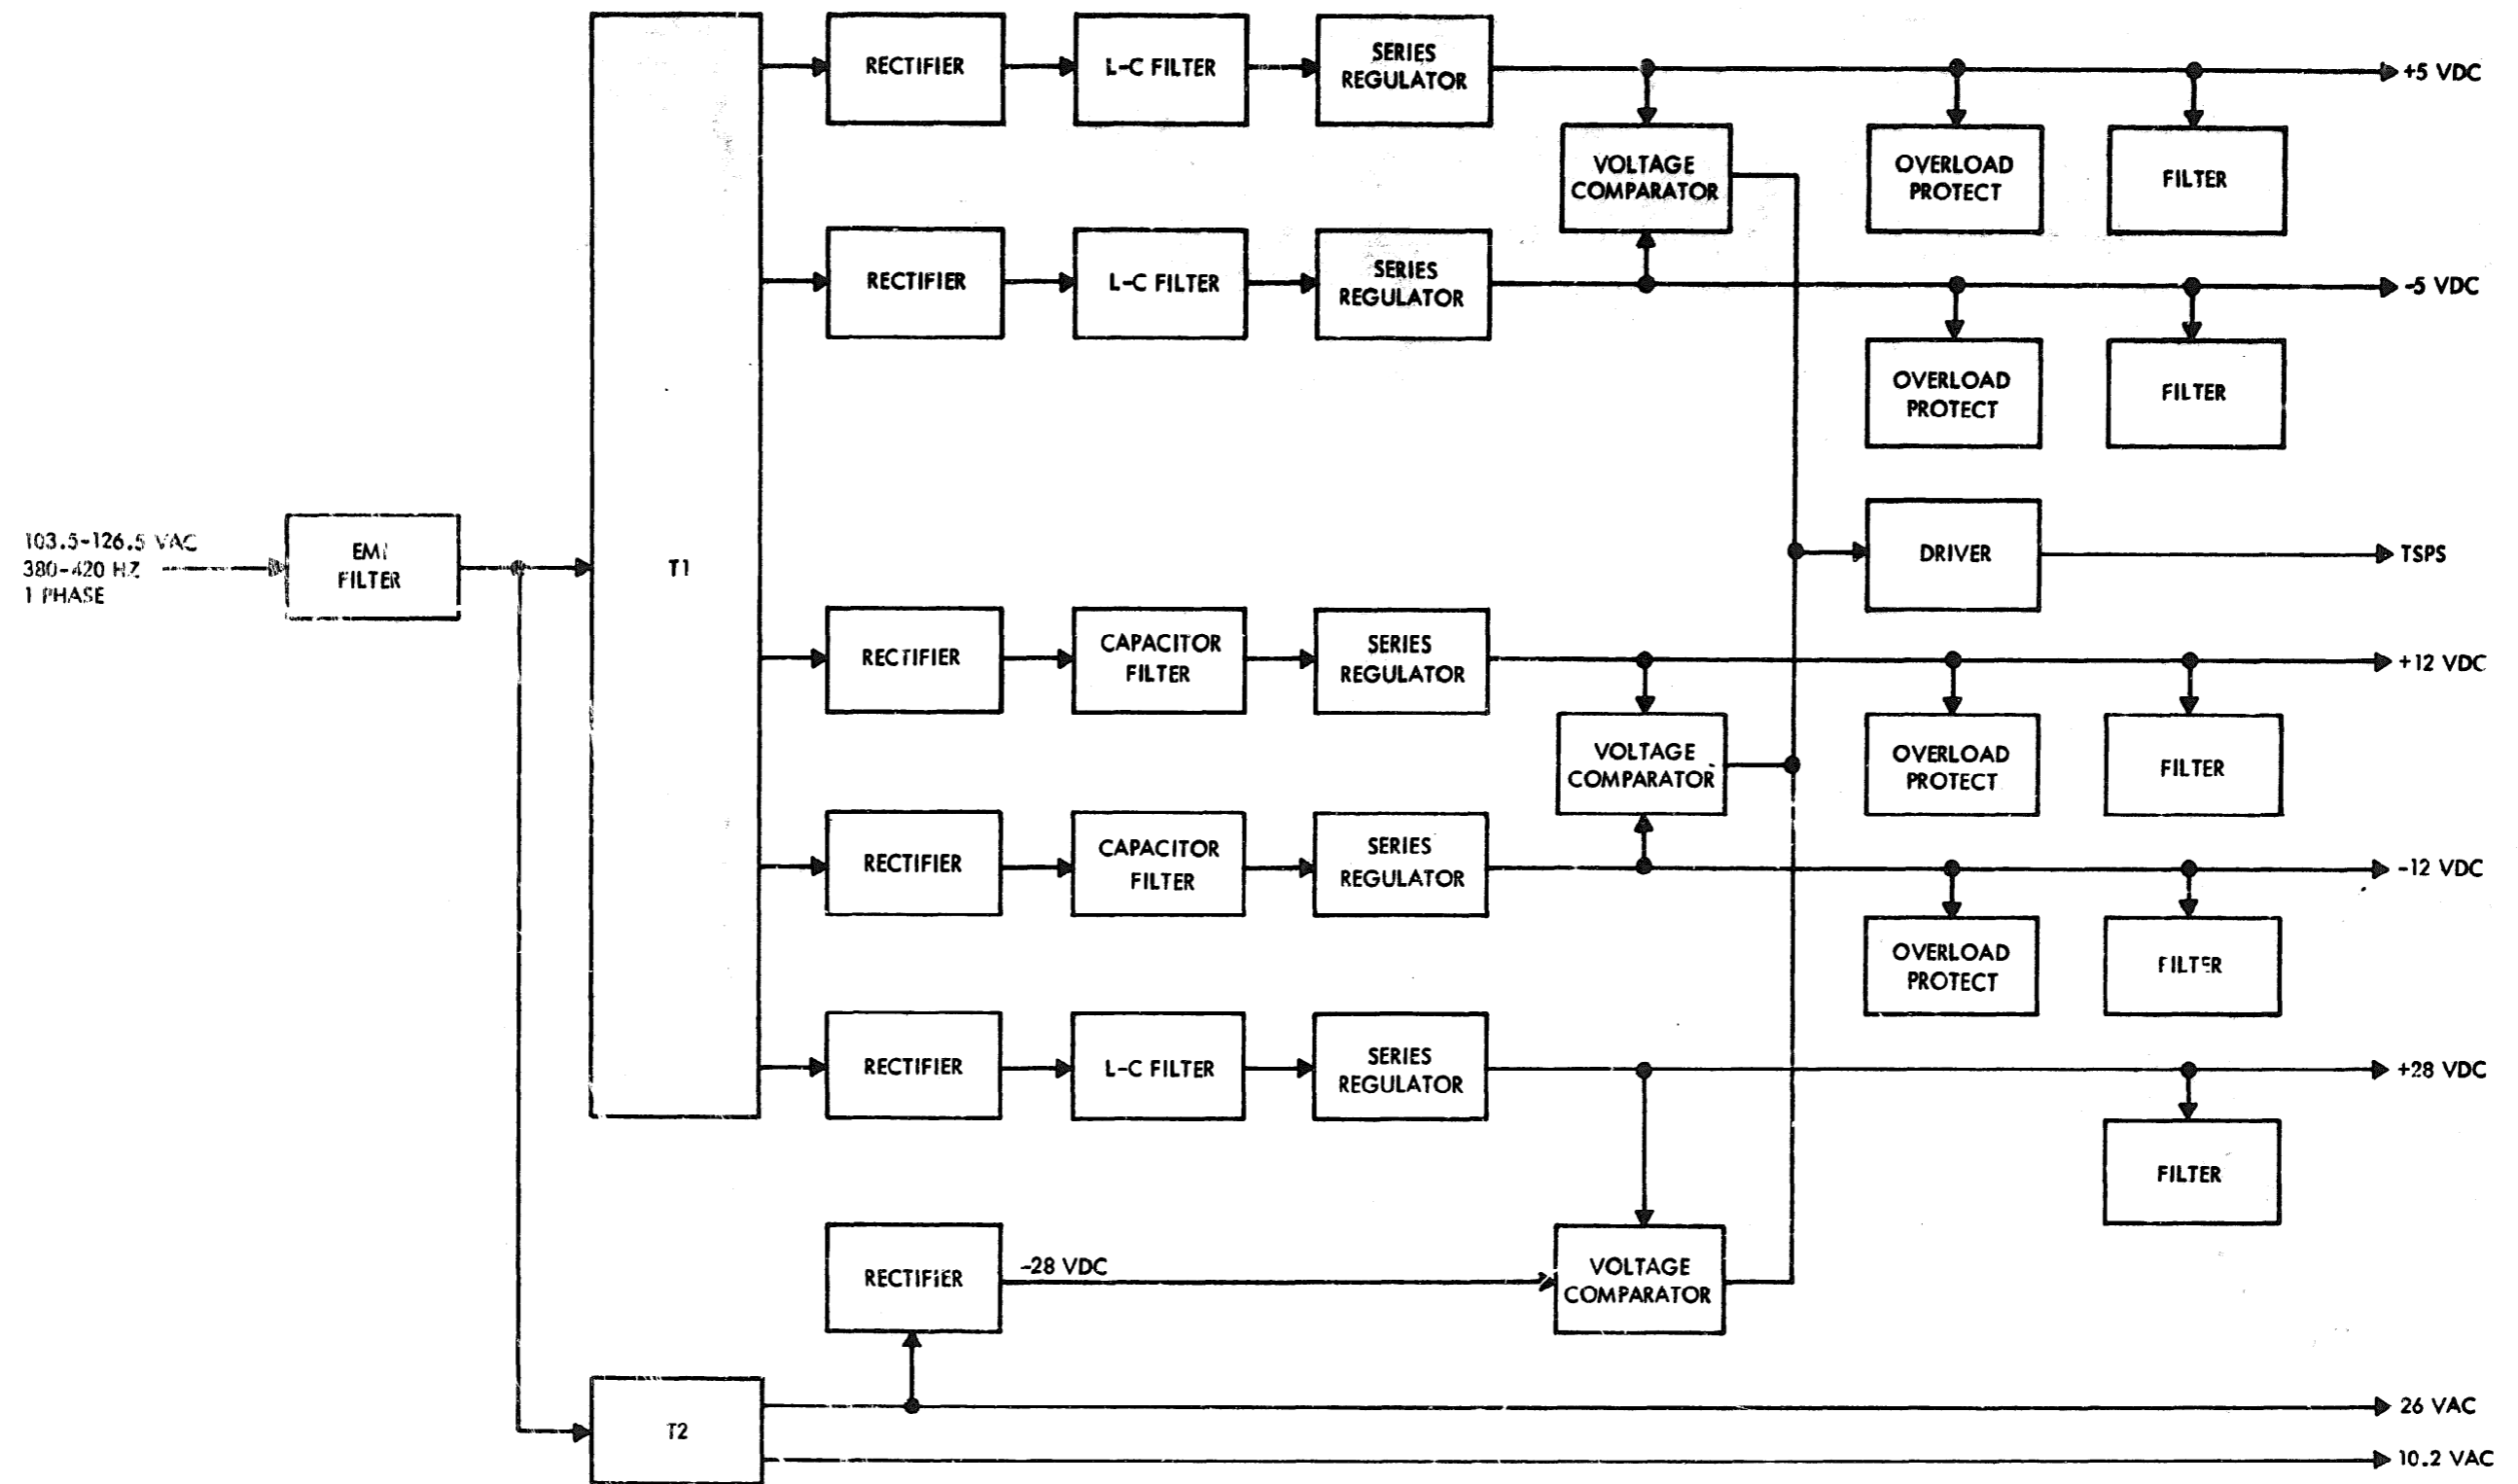 RECTIFIER
L-C FILTER
SERIES
REGULATOR
+5 VDC
VOLTAGE
COMPARATOR
OVERLOAD
PROTECT
FILTER
RECTIFIER
L-C FILTER
SERIES
REGULATOR
-5 VDC
OVERLOAD
PROTECT
FILTER
103.5-126.5 VAC
380-420 HZ
1 PHASE
EMI
FILTER
T1
DRIVER
TSPS
RECTIFIER
CAPACITOR
FILTER
SERIES
REGULATOR
+12 VDC
VOLTAGE
COMPARATOR
OVERLOAD
PROTECT
FILTER
RECTIFIER
CAPACITOR
FILTER
SERIES
REGULATOR
-12 VDC
OVERLOAD
PROTECT
FILTER
RECTIFIER
L-C FILTER
SERIES
REGULATOR
+28 VDC
FILTER
RECTIFIER
-28 VDC
VOLTAGE
COMPARATOR
T2
26 VAC
10.2 VAC